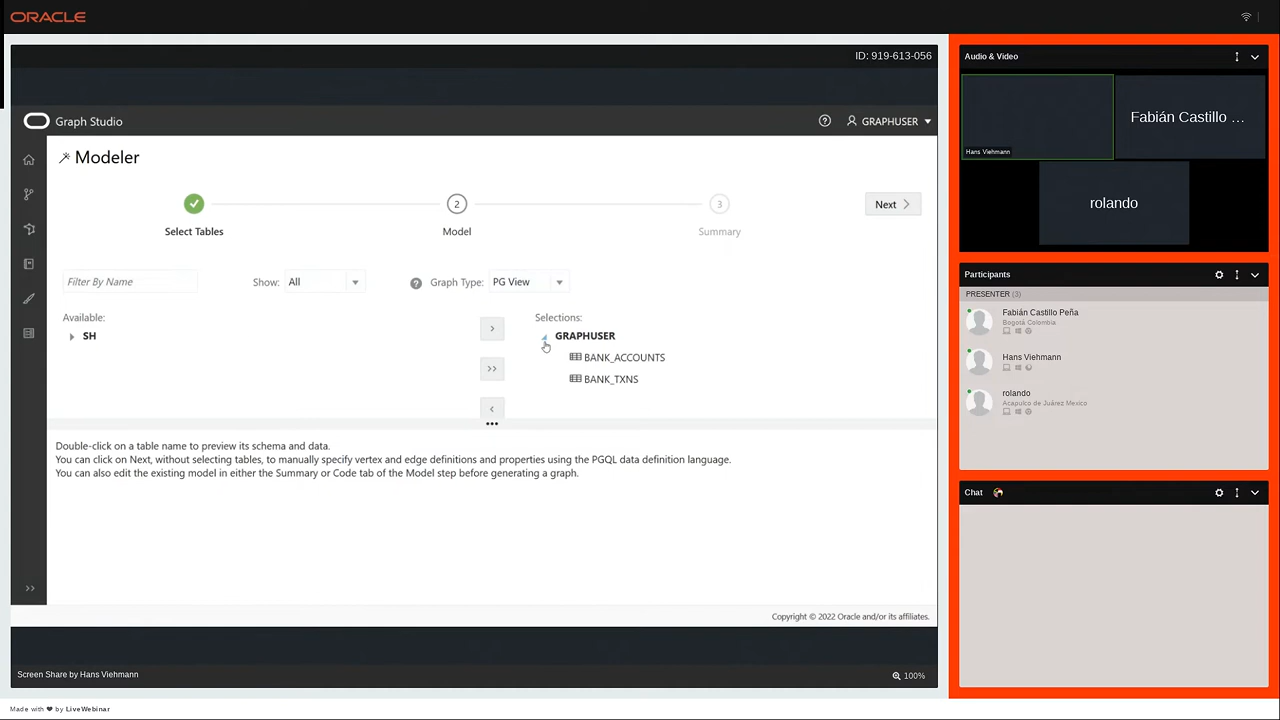 ORACLE
ID: 919-613-056
Graph Studio
GRAPHUSER
Modeler
2
3
Next
Select Tables
Model
Summary
Filter By Name
Show: All
Graph Type: PG View
Available:
Selections:
SH
GRAPHUSER
BANK_ACCOUNTS
BANK_TXNS
Double-click on a table name to preview its schema and data.
You can click on Next, without selecting tables, to manually specify vertex and edge definitions and properties using the PGQL data definition language.
You can also edit the existing model in either the Summary or Code tab of the Model step before generating a graph.
Copyright © 2022 Oracle and/or its affiliates.
Screen Share by Hans Viehmann
100%
Made with ❤ by LiveWebinar
Audio & Video
Hans Viehmann
Fabián Castillo ...
rolando
Participants
PRESENTER (3)
Fabián Castillo Peña
Bogotá Colombia
Hans Viehmann
rolando
Acapulco de Juárez Mexico
Chat